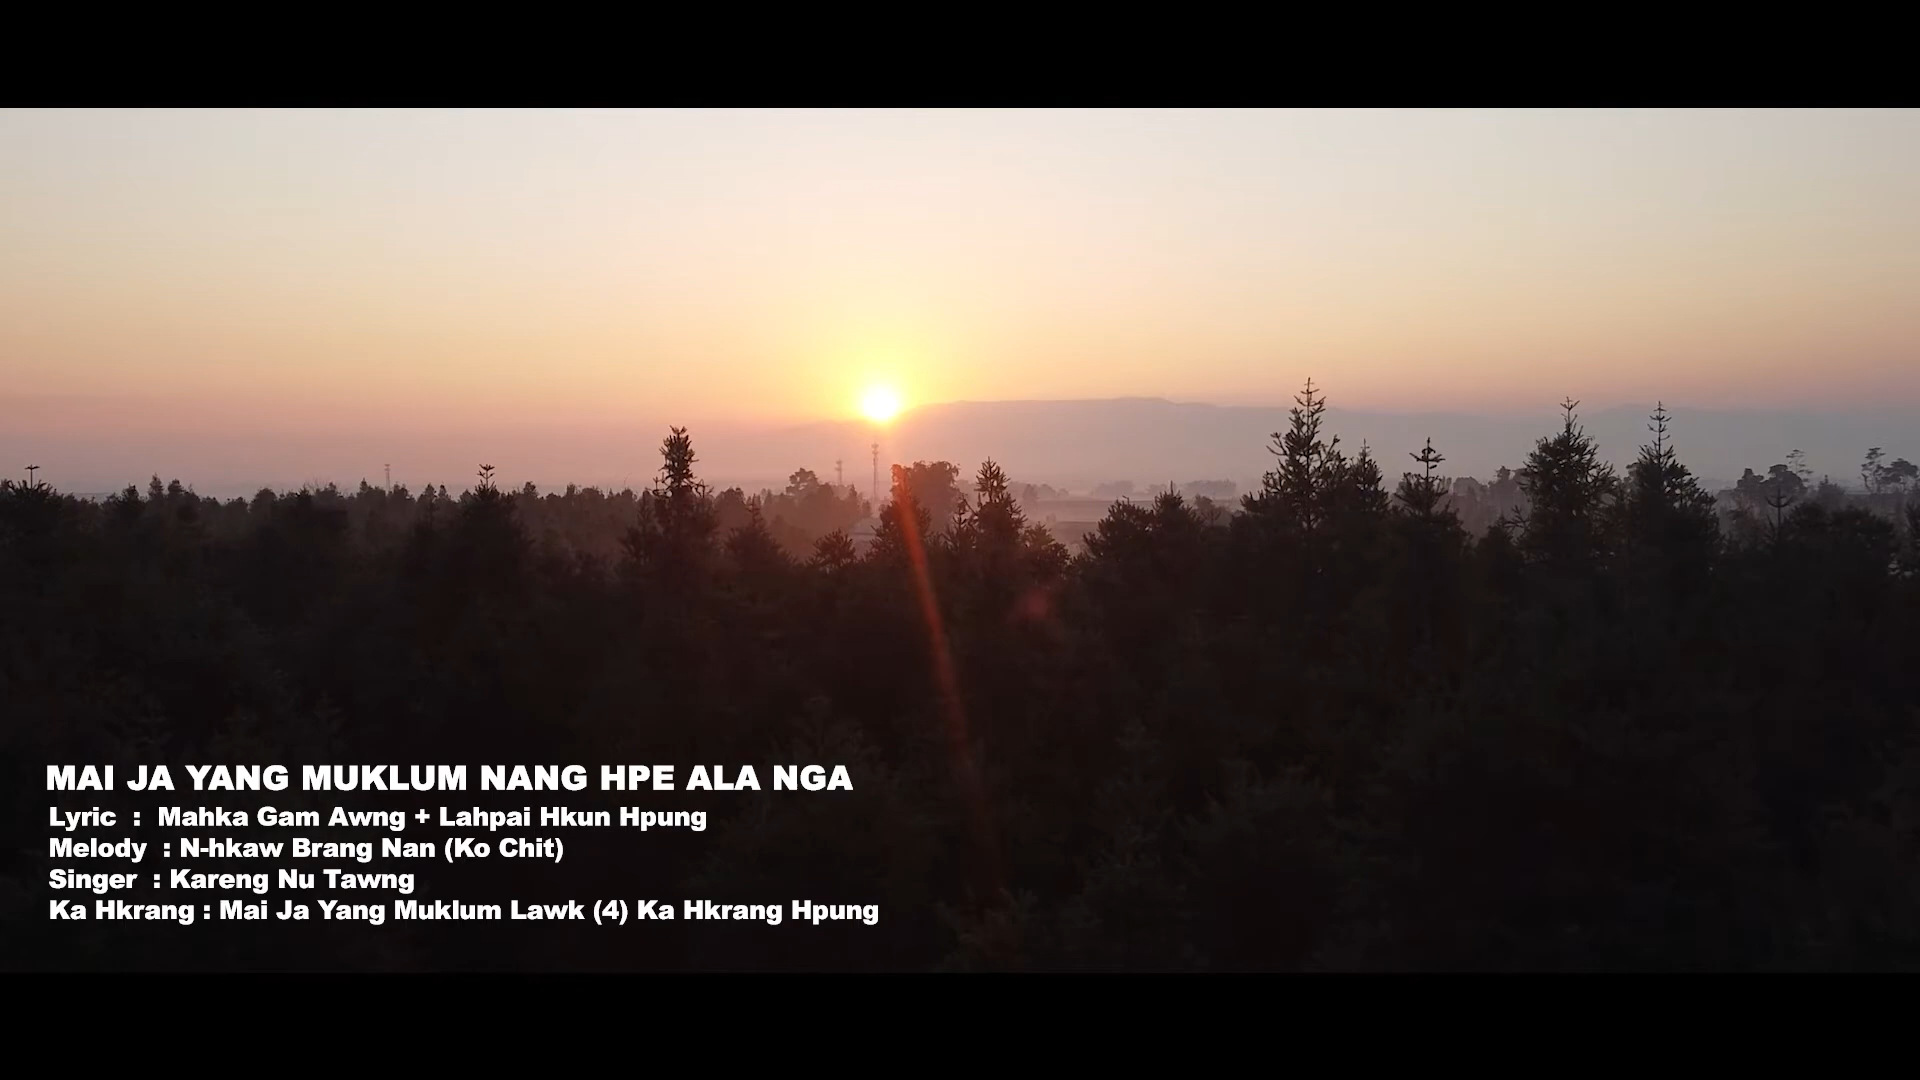 MAI JA YANG MUKLUM NANG HPE ALA NGA
Lyric : Mahka Gam Awng + Lahpai Hkun Hpung
Melody : N-hkaw Brang Nan (Ko Chit)
Singer : Kareng Nu Tawng
Ka Hkrang : Mai Ja Yang Muklum Lawk (4) Ka Hkrang Hpung